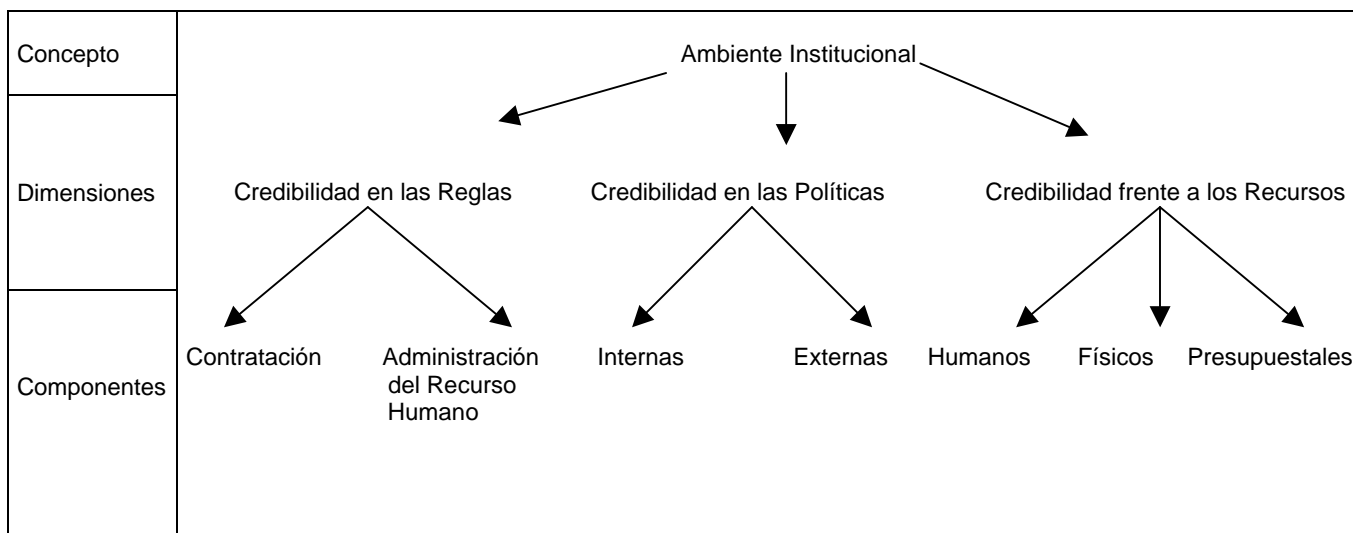 Concepto
Ambiente Institucional
Dimensiones
Credibilidad en las Reglas
Credibilidad en las Políticas
Credibilidad frente a los Recursos
Componentes
Contratación
Administración
del Recurso
Humano
Internas
Externas
Humanos
Físicos
Presupuestales